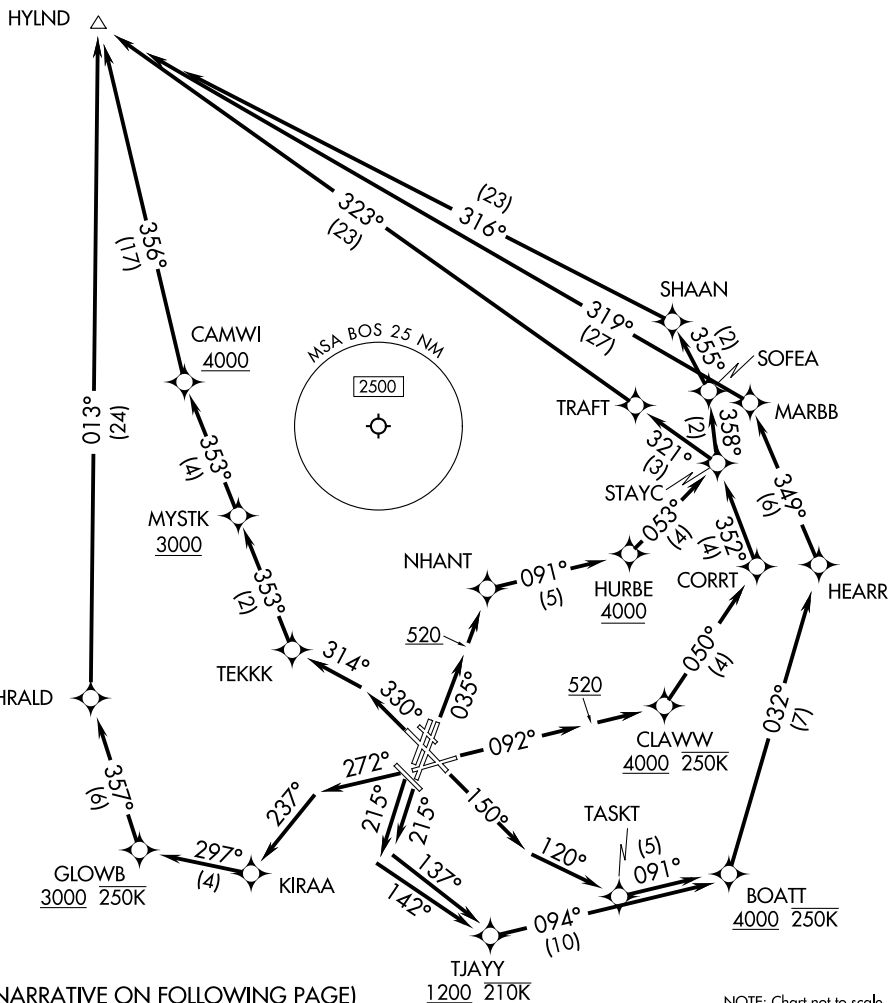 HYLND
323°
(23)
(23)
316°
356°
(17)
SHAAN
CAMWI
4000
MSA BOS 25 NM
2500
319°
(27)
355°
(2)
SOFEA
013°
(24)
TRAFT
MARBB
358°
(2)
353°
(4)
321°
(3)
STAYC
349°
(6)
MYSTK
3000
053°
(4)
352°
(4)
NHANT
091°
(5)
HURBE
4000
CORRT
HEARR
353°
(2)
520
TEKKK
314°
050°
(4)
HRALD
330°
035°
520
032°
(7)
092°
CLAWW
4000 250K
272°
357°
(6)
237°
215°
215°
150°
TASKT
(5)
120°
091°
297°
(4)
GLOWB
3000 250K
KIRAA
137°
142°
BOATT
4000 250K
094°
(10)
TJAYY
1200 210K
NARRATIVE ON FOLLOWING PAGE)
NOTE: Chart not to scale